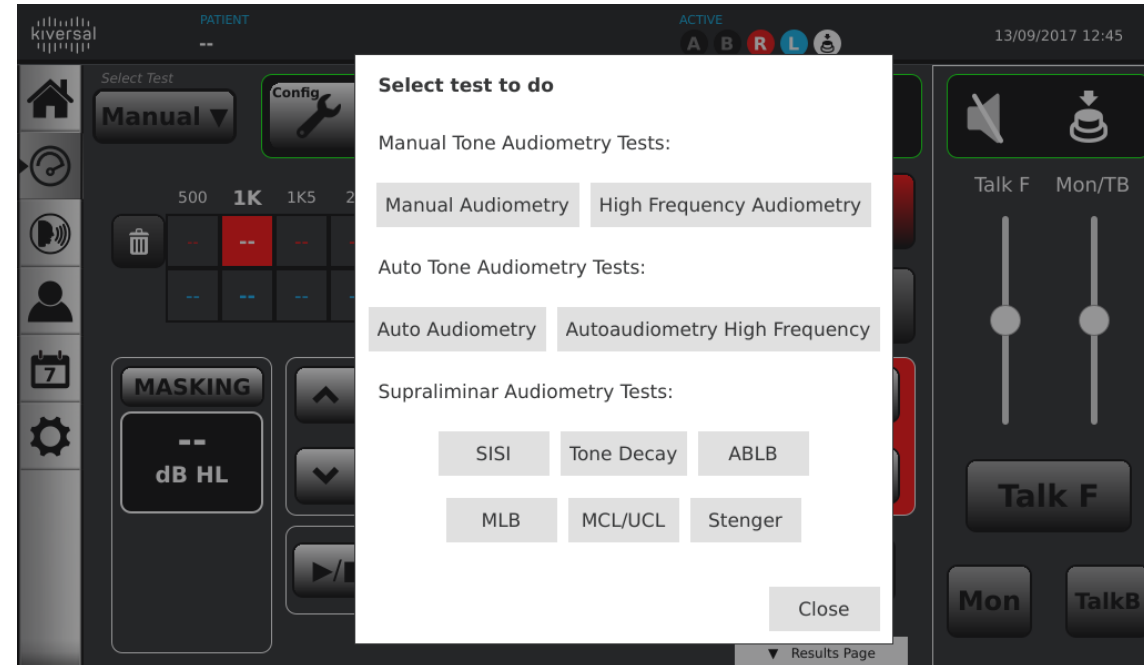 kiversal
PATIENT
--
ACTIVE
A B R L
13/09/2017 12:45
Select Test
Manual ▼
Config
Select test to do
Manual Tone Audiometry Tests:
Manual Audiometry High Frequency Audiometry
Auto Tone Audiometry Tests:
Auto Audiometry Autoaudiometry High Frequency
Supraliminar Audiometry Tests:
SISI Tone Decay ABLB
MLB MCL/UCL Stenger
Close
500 1K 1K5 2
-- -- --
-- -- --
7
MASKING
--
dB HL
Talk F Mon/TB
Talk F
Mon TalkB
▼ Results Page